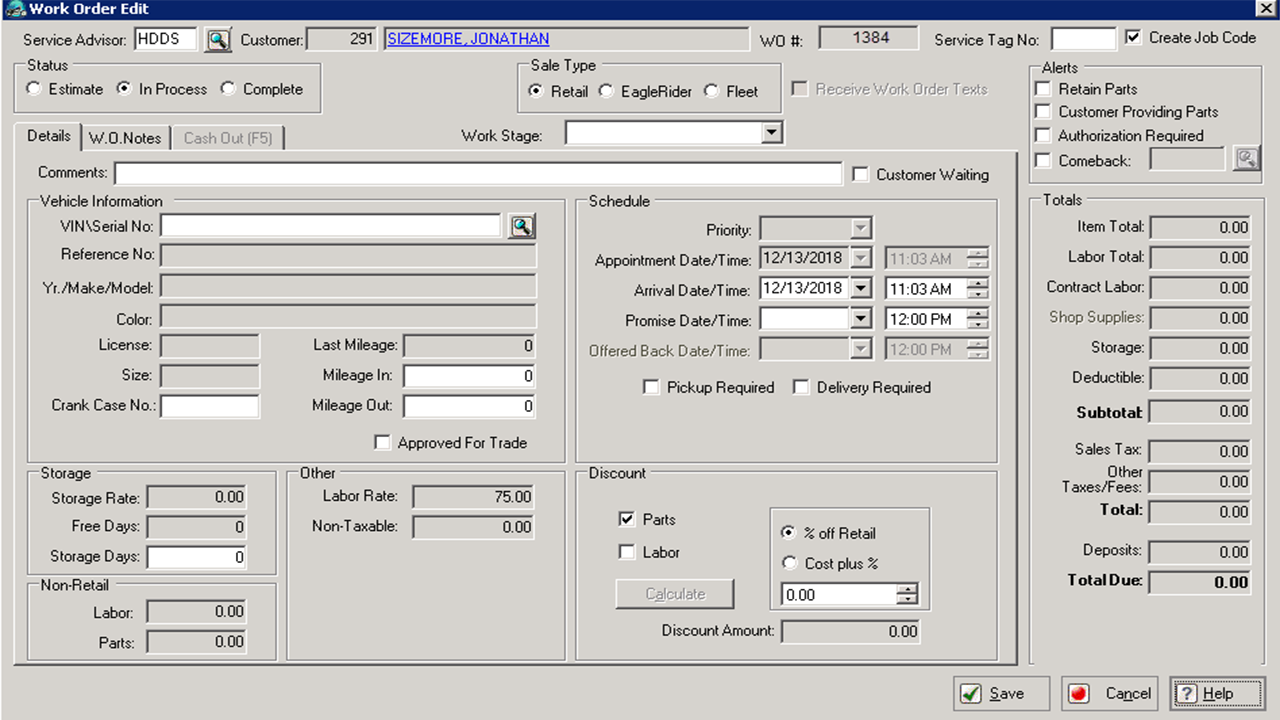 Work Order Edit
Service Advisor: HDDS Customer: 291 SIZEMORE, JONATHAN WO #: 1384 Service Tag No: Create Job Code
Status
Estimate In Process Complete
Sale Type
Retail EagleRider Fleet
Receive Work Order Texts
Alerts
Retain Parts
Customer Providing Parts
Authorization Required
Comeback:
Details W.O.Notes Cash Out (F5)
Work Stage:
Comments: Customer Waiting
Vehicle Information
VIN\Serial No:
Reference No:
Yr./Make/Model:
Color:
License: Last Mileage: 0
Size: Mileage In: 0
Crank Case No.: Mileage Out: 0
Approved For Trade
Schedule
Priority:
Appointment Date/Time: 12/13/2018 11:03 AM
Arrival Date/Time: 12/13/2018 11:03 AM
Promise Date/Time: 12:00 PM
Offered Back Date/Time: 12:00 PM
Pickup Required Delivery Required
Totals
Item Total: 0.00
Labor Total: 0.00
Contract Labor: 0.00
Shop Supplies: 0.00
Storage: 0.00
Deductible: 0.00
Subtotal: 0.00
Sales Tax: 0.00
Other
Taxes/Fees: 0.00
Total: 0.00
Deposits: 0.00
Total Due: 0.00
Storage
Storage Rate: 0.00
Free Days: 0
Storage Days: 0
Non-Retail
Labor: 0.00
Parts: 0.00
Other
Labor Rate: 75.00
Non-Taxable: 0.00
Discount
Parts
Labor
% off Retail
Cost plus %
Calculate
0.00
Discount Amount: 0.00
Save Cancel Help